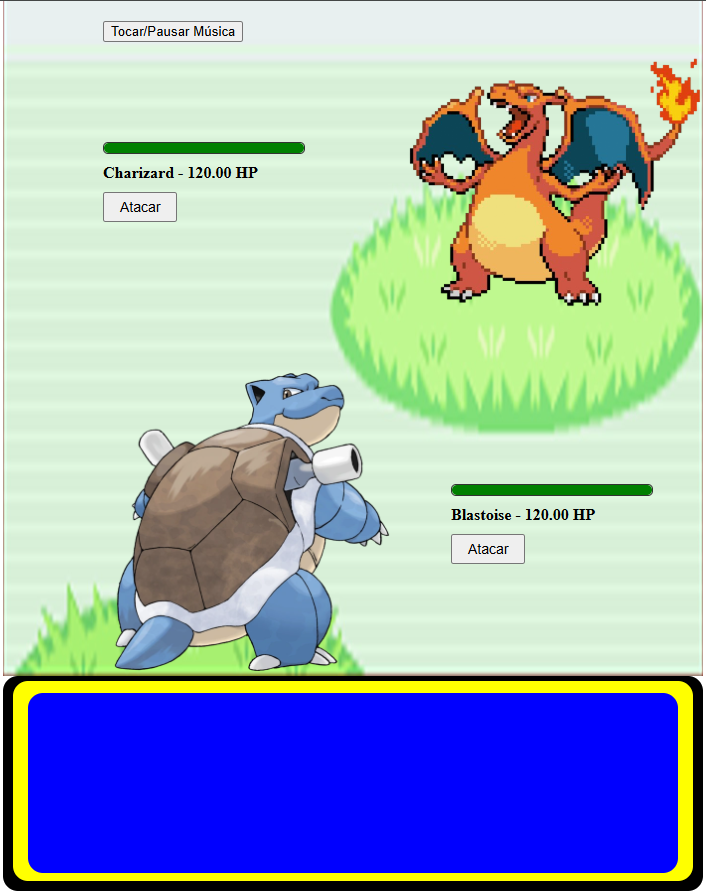 Tocar/Pausar Música
Charizard - 120.00 HP
Atacar
Blastoise - 120.00 HP
Atacar